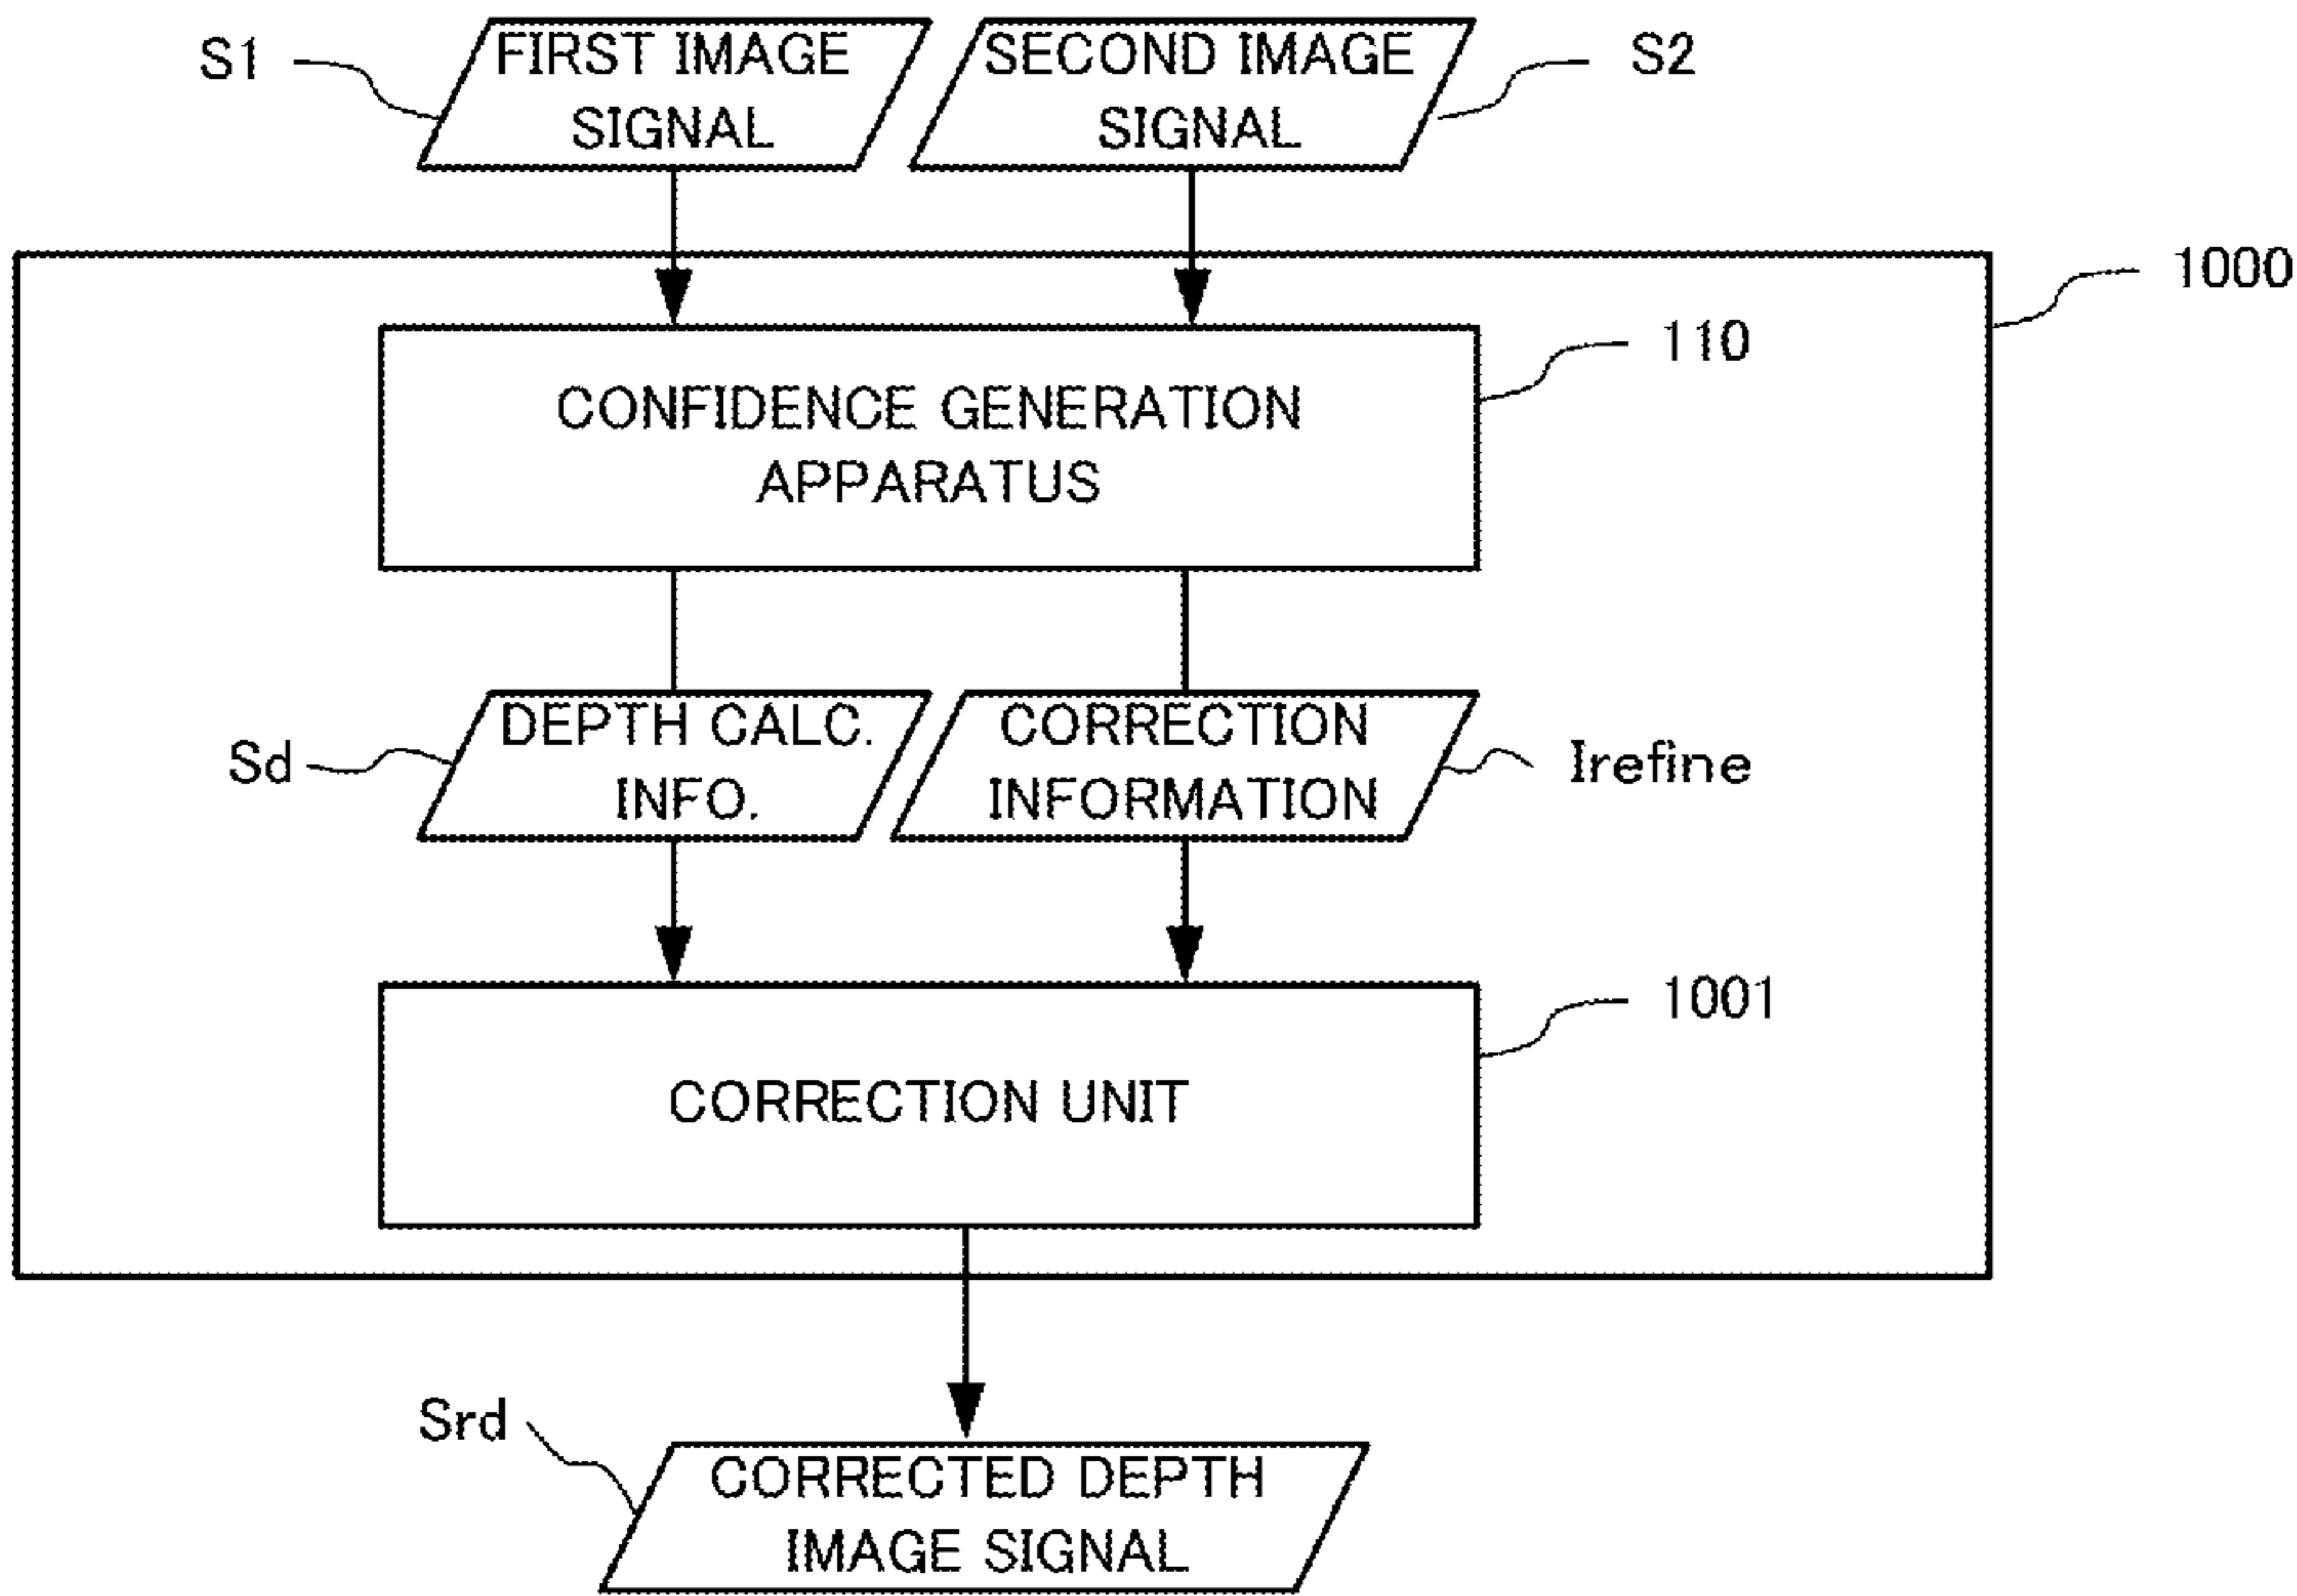 S1
FIRST IMAGE
SIGNAL
SECOND IMAGE
SIGNAL
S2
1000
110
CONFIDENCE GENERATION
APPARATUS
Sd
DEPTH CALC.
INFO.
CORRECTION
INFORMATION
Irefine
1001
CORRECTION UNIT
Srd
CORRECTED DEPTH
IMAGE SIGNAL